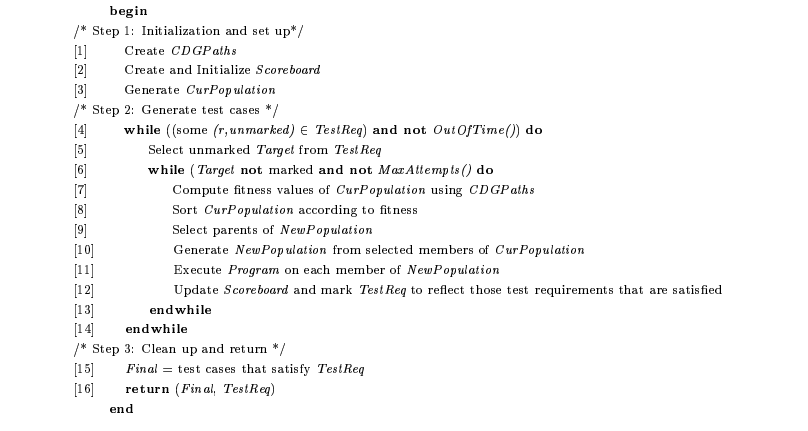 begin
/* Step 1: Initialization and set up*/
[1] Create CDGPaths
[2] Create and Initialize Scoreboard
[3] Generate CurPopulation
/* Step 2: Generate test cases */
[4] while ((some (r,unmarked) ∈ TestReq) and not OutOfTime()) do
[5] Select unmarked Target from TestReq
[6] while (Target not marked and not MaxAttempts() do
[7] Compute fitness values of CurPopulation using CDGPaths
[8] Sort CurPopulation according to fitness
[9] Select parents of NewPopulation
[10] Generate NewPopulation from selected members of CurPopulation
[11] Execute Program on each member of NewPopulation
[12] Update Scoreboard and mark TestReq to reflect those test requirements that are satisfied
[13] endwhile
[14] endwhile
/* Step 3: Clean up and return */
[15] Final = test cases that satisfy TestReq
[16] return (Final, TestReq)
end